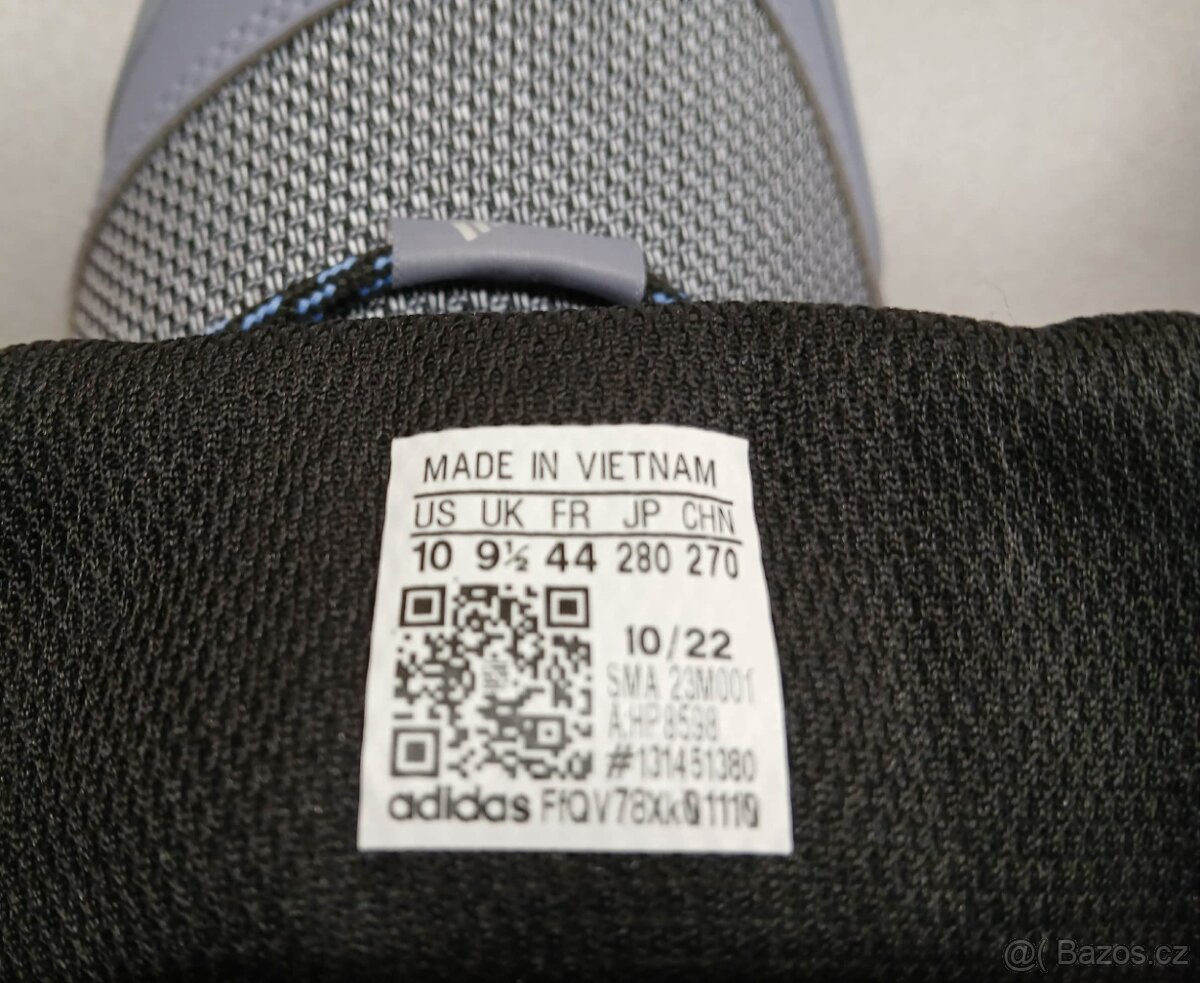 MADE IN VIETNAM
US UK FR JP CHN
10 9½ 44 280 270
10/22
SMA 23M001
A:HP8598
#131451380
adidas FfQV78Xk01110
@( Bazos.cz